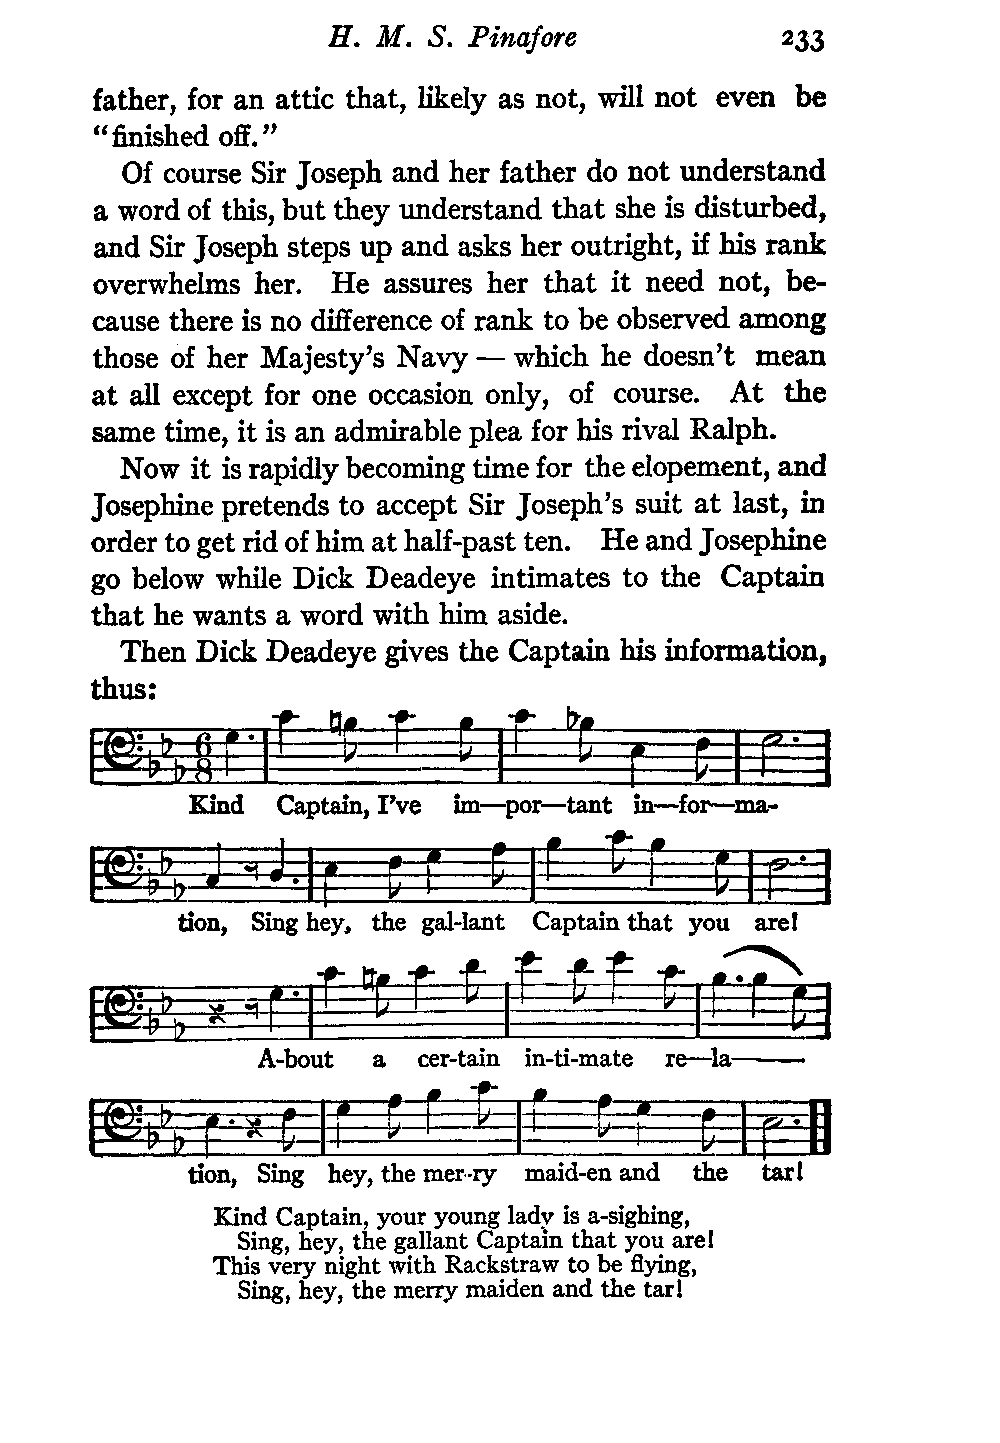 H. M. S. Pinafore 233
father, for an attic that, likely as not, will not even be
“finished off.”
Of course Sir Joseph and her father do not understand
a word of this, but they understand that she is disturbed,
and Sir Joseph steps up and asks her outright, if his rank
overwhelms her. He assures her that it need not, be-
cause there is no difference of rank to be observed among
those of her Majesty’s Navy — which he doesn’t mean
at all except for one occasion only, of course. At the
same time, it is an admirable plea for his rival Ralph.
Now it is rapidly becoming time for the elopement, and
Josephine pretends to accept Sir Joseph’s suit at last, in
order to get rid of him at half-past ten. He and Josephine
go below while Dick Deadeye intimates to the Captain
that he wants a word with him aside.
Then Dick Deadeye gives the Captain his information,
thus:
6
8
Kind Captain, I’ve im—por—tant in—for—ma-
tion, Sing hey, the gal-lant Captain that you are!
A-bout a cer-tain in-ti-mate re—la——
tion, Sing hey, the mer-ry maid-en and the tar!
Kind Captain, your young lady is a-sighing,
Sing, hey, the gallant Captain that you are!
This very night with Rackstraw to be flying,
Sing, hey, the merry maiden and the tar!